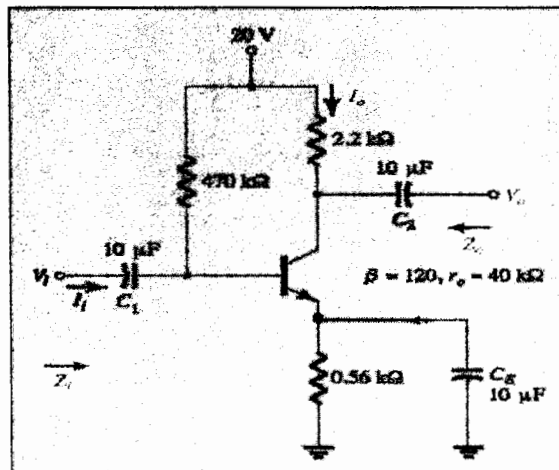 20 V
I_o
2.2 kΩ
470 kΩ
10 μF
C_2
V_o
Z_o
10 μF
V_i
I_i
C_1
β = 120, r_o = 40 kΩ
Z_i
0.56 kΩ
C_E
10 μF